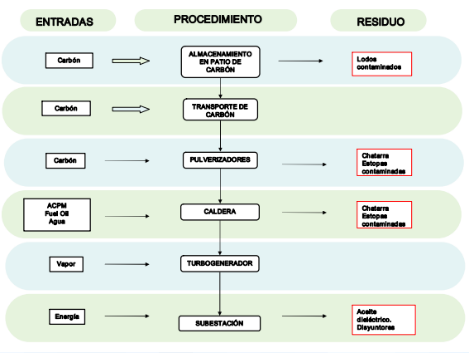 ENTRADAS
PROCEDIMIENTO
RESIDUO
Carbón
ALMACENAMIENTO
EN PATIO DE
CARBÓN
Lodos
contaminados
Carbón
TRANSPORTE DE
CARBÓN
Carbón
PULVERIZADORES
Chatarra
Estopas
contaminadas
ACPM
Fuel Oil
Agua
CALDERA
Chatarra
Estopas
contaminadas
Vapor
TURBOGENERADOR
Energía
SUBESTACIÓN
Aceite
dieléctrico.
Disyuntores